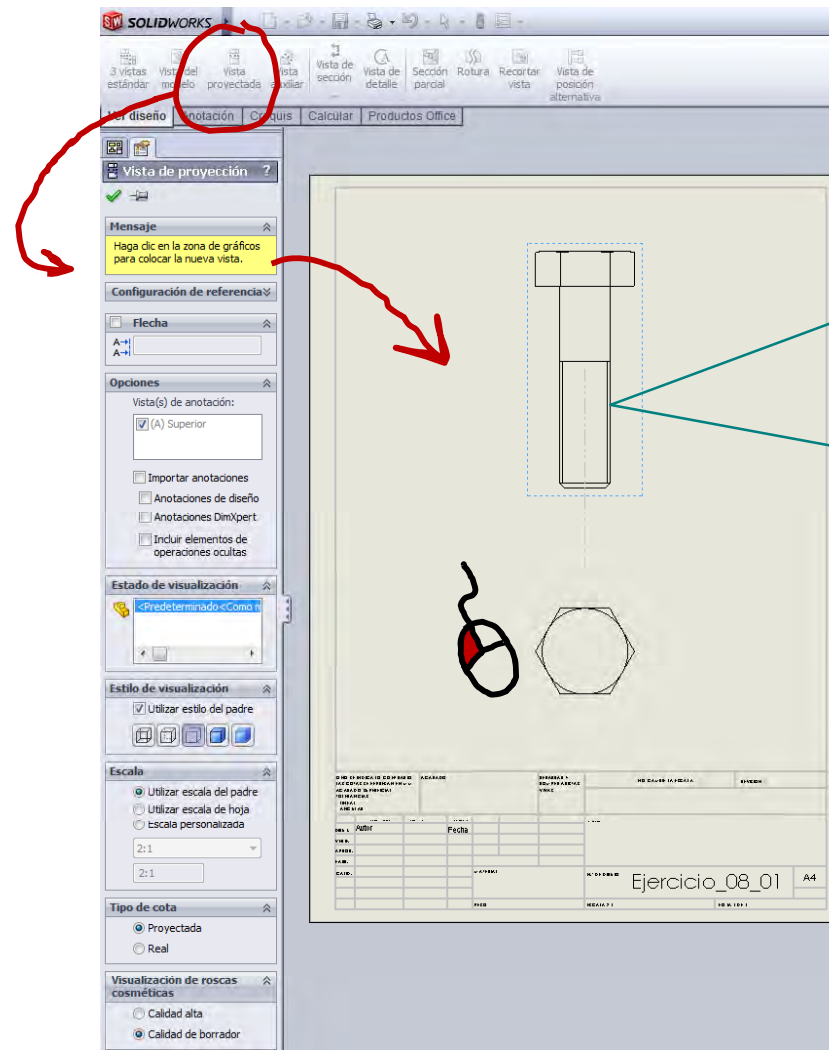 SOLIDWORKS
3 vistas estándar
Vista del modelo
Vista proyectada
Vista auxiliar
Vista de sección
Vista de detalle
Sección parcial
Rotura
Recortar vista
Vista de posición alternativa
Ver diseño
Anotación
Croquis
Calcular
Productos Office
Vista de proyección ?
Mensaje
Haga clic en la zona de gráficos
para colocar la nueva vista.
Configuración de referencia
Flecha
A
A
Opciones
Vista(s) de anotación:
(A) Superior
Importar anotaciones
Anotaciones de diseño
Anotaciones DimXpert
Incluir elementos de
operaciones ocultas
Estado de visualización
<Predeterminado<Como
Estilo de visualización
Utilizar estilo del padre
Escala
Utilizar escala del padre
Utilizar escala de hoja
Escala personalizada
2:1
2:1
Tipo de cota
Proyectada
Real
Visualización de roscas
cosméticas
Calidad alta
Calidad de borrador
Autor
Fecha
Ejercicio_08_01
A4